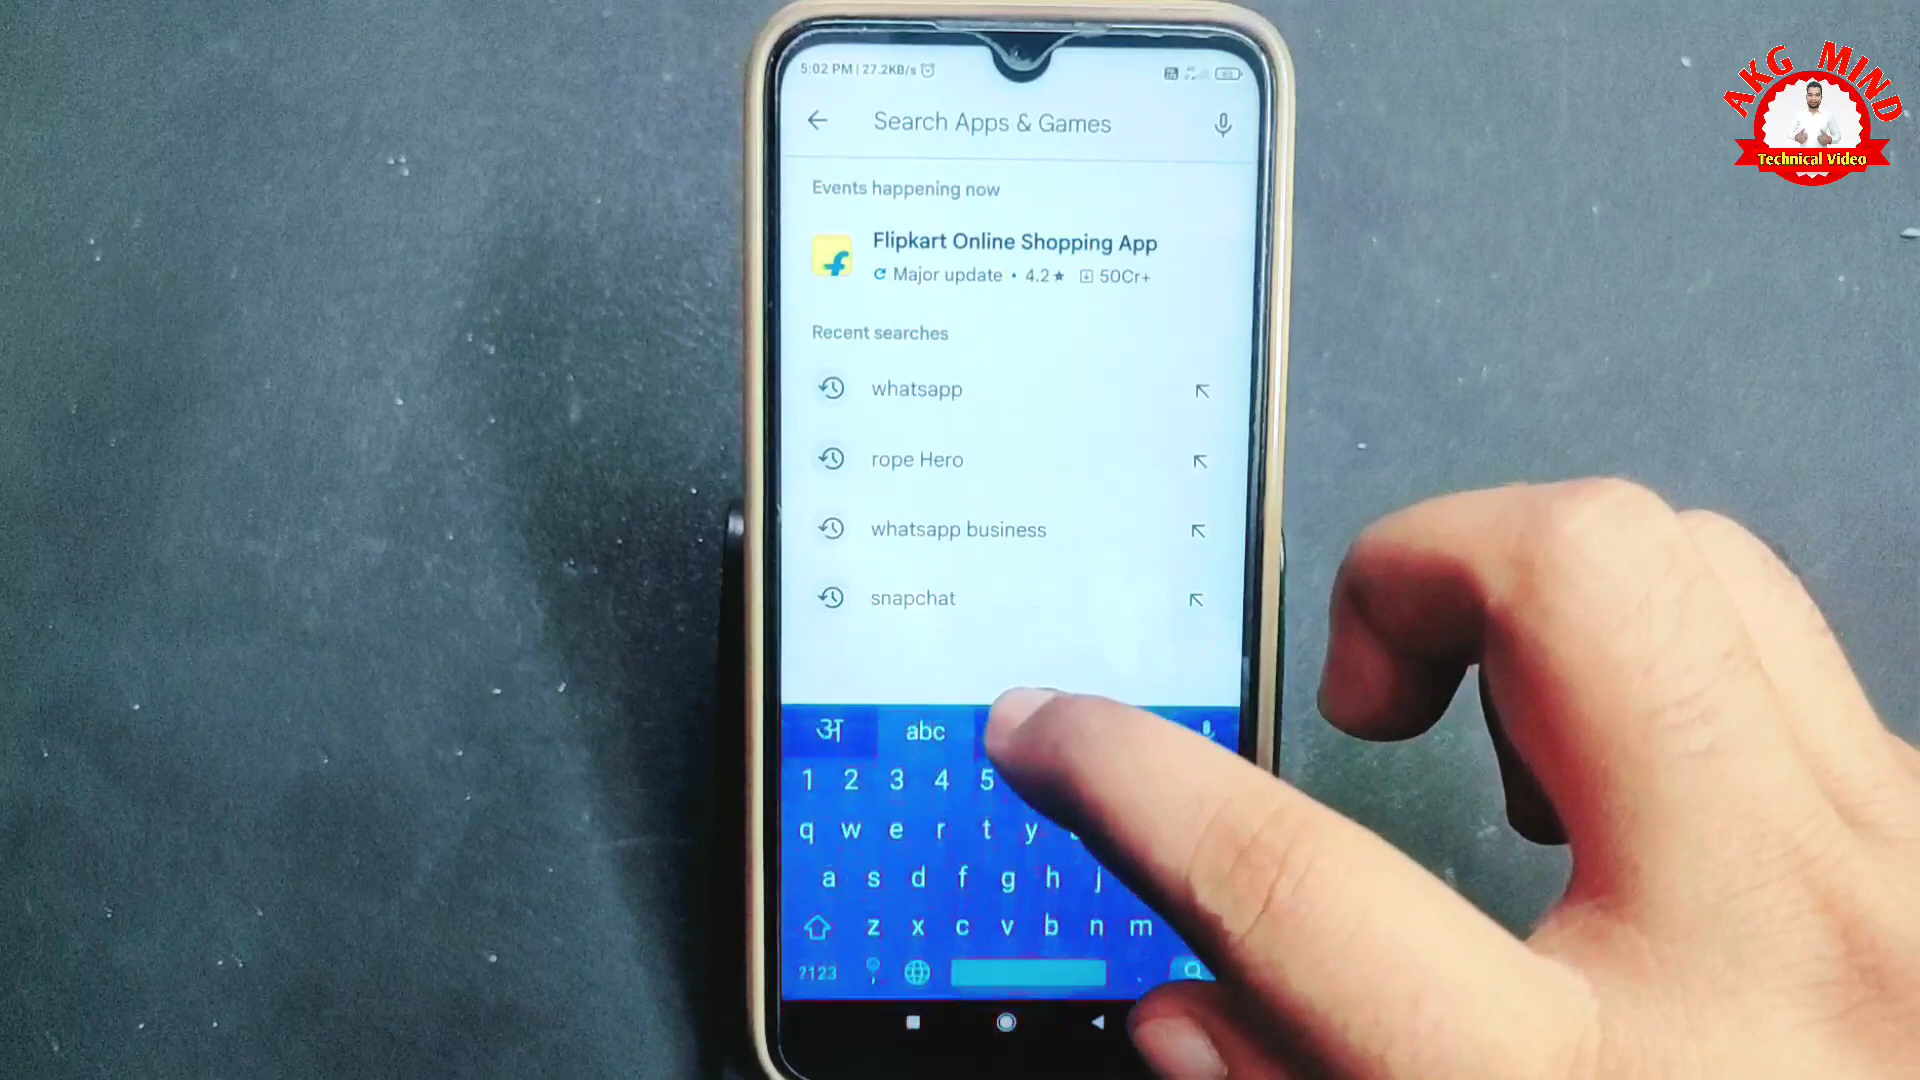 5:02 PM | 27.2KB/s
Search Apps & Games
Events happening now
Flipkart Online Shopping App
Major update • 4.2★ 50Cr+
Recent searches
whatsapp
rope Hero
whatsapp business
snapchat
अ abc
1 2 3 4 5
q w e r t y
a s d f g h j
z x c v b n m
?123 .
AKG MIND
Technical Video